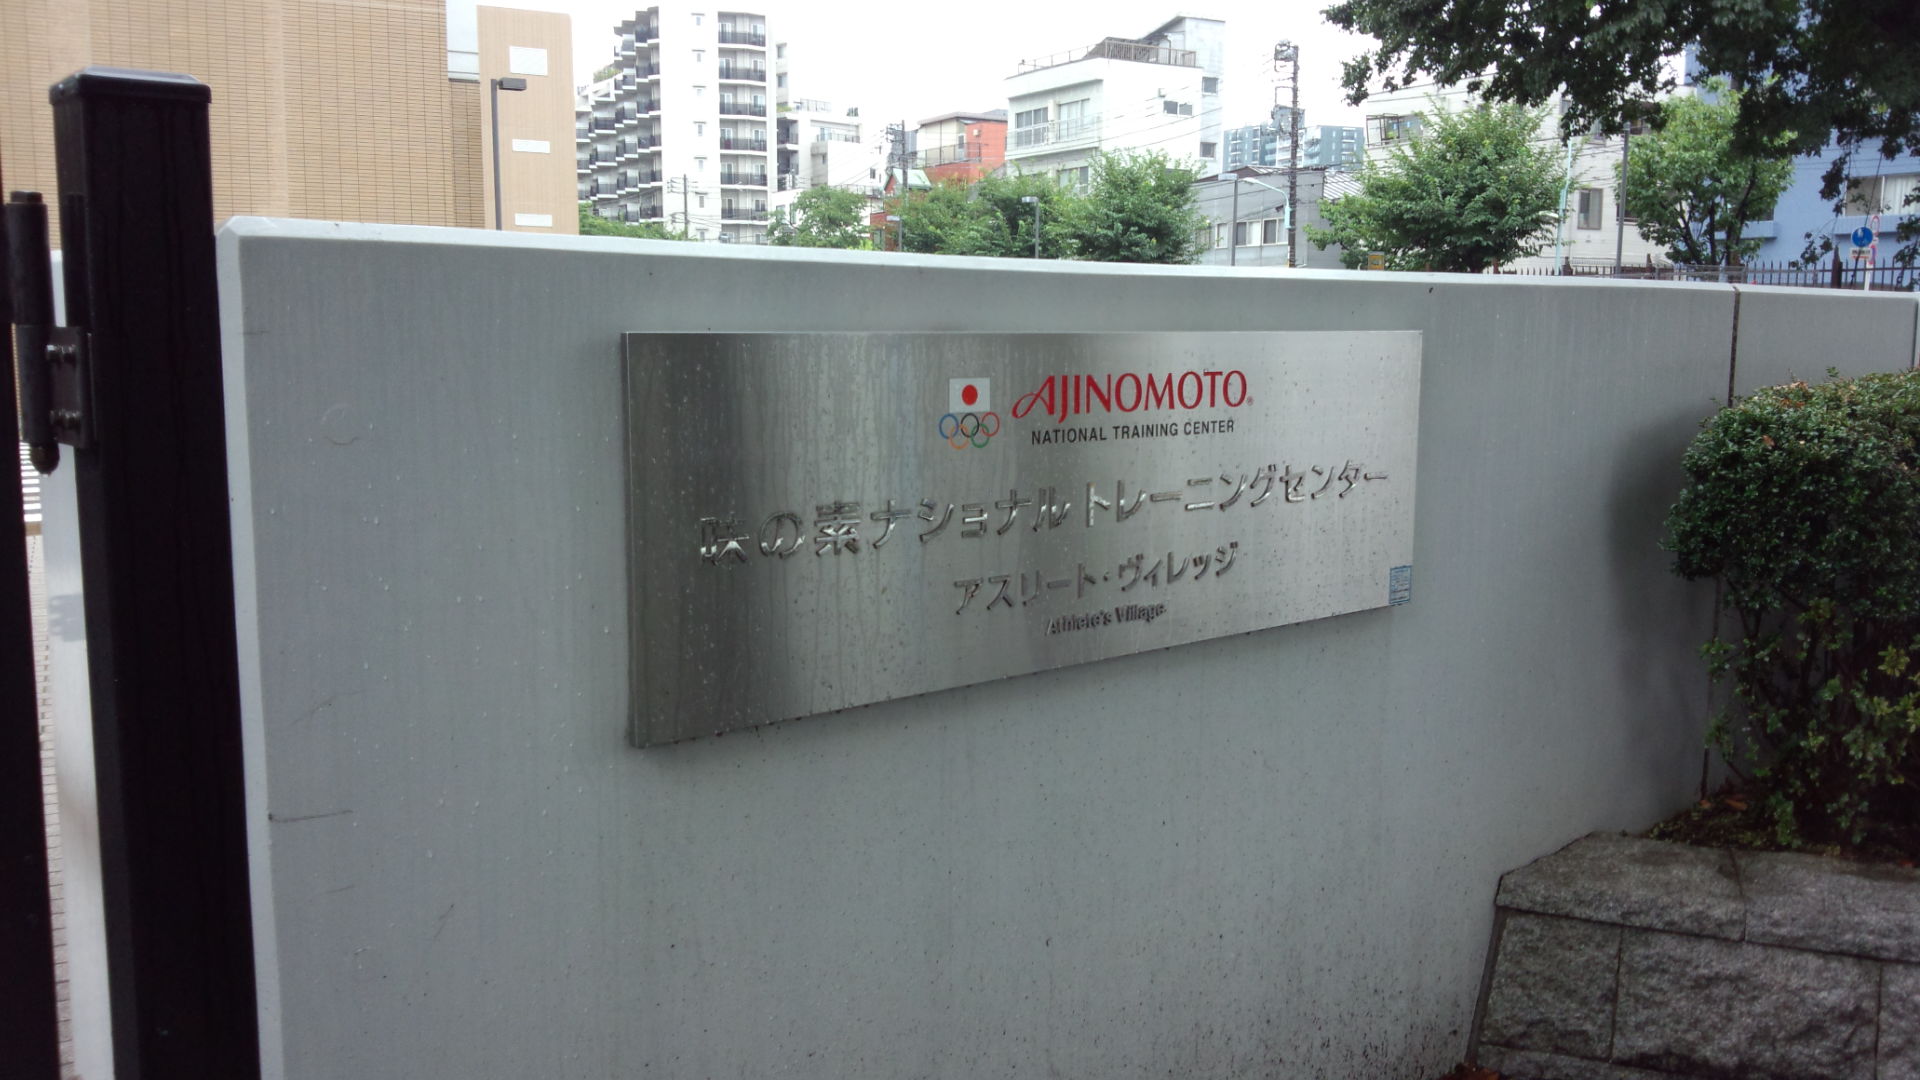 AJINOMOTO®
NATIONAL TRAINING CENTER
味の素ナショナルトレーニングセンター
アスリート・ヴィレッジ
Athlete's Village